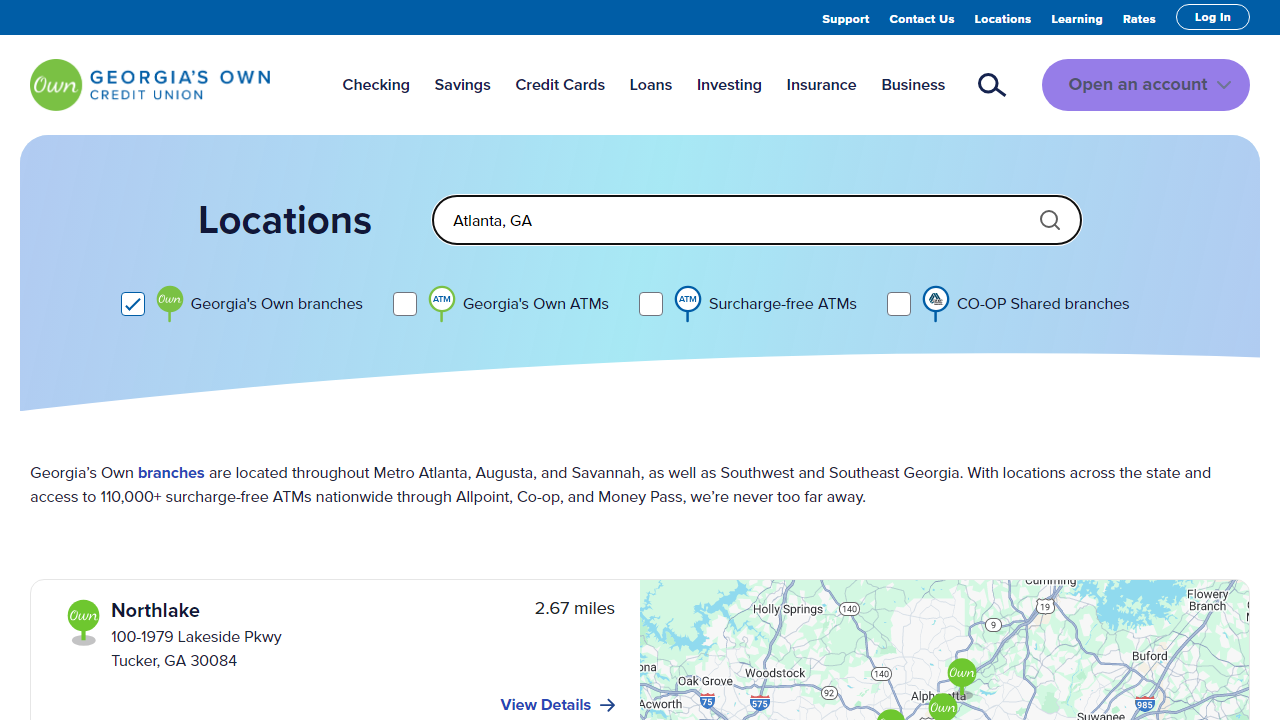 Support Contact Us Locations Learning Rates Log In
Own GEORGIA'S OWN
CREDIT UNION
Checking Savings Credit Cards Loans Investing Insurance Business Open an account
Locations
Atlanta, GA
Own Georgia's Own branches ATM Georgia's Own ATMs ATM Surcharge-free ATMs CO-OP Shared branches
Georgia’s Own branches are located throughout Metro Atlanta, Augusta, and Savannah, as well as Southwest and Southeast Georgia. With locations across the state and
access to 110,000+ surcharge-free ATMs nationwide through Allpoint, Co-op, and Money Pass, we’re never too far away.
Own Northlake 2.67 miles
100-1979 Lakeside Pkwy
Tucker, GA 30084
View Details
Cumming
Holly Springs 140 19 Flowery
Branch
9
Buford
Woodstock 140 Own
Oak Grove
92
Acworth 75 575 Own 985
Suwanee